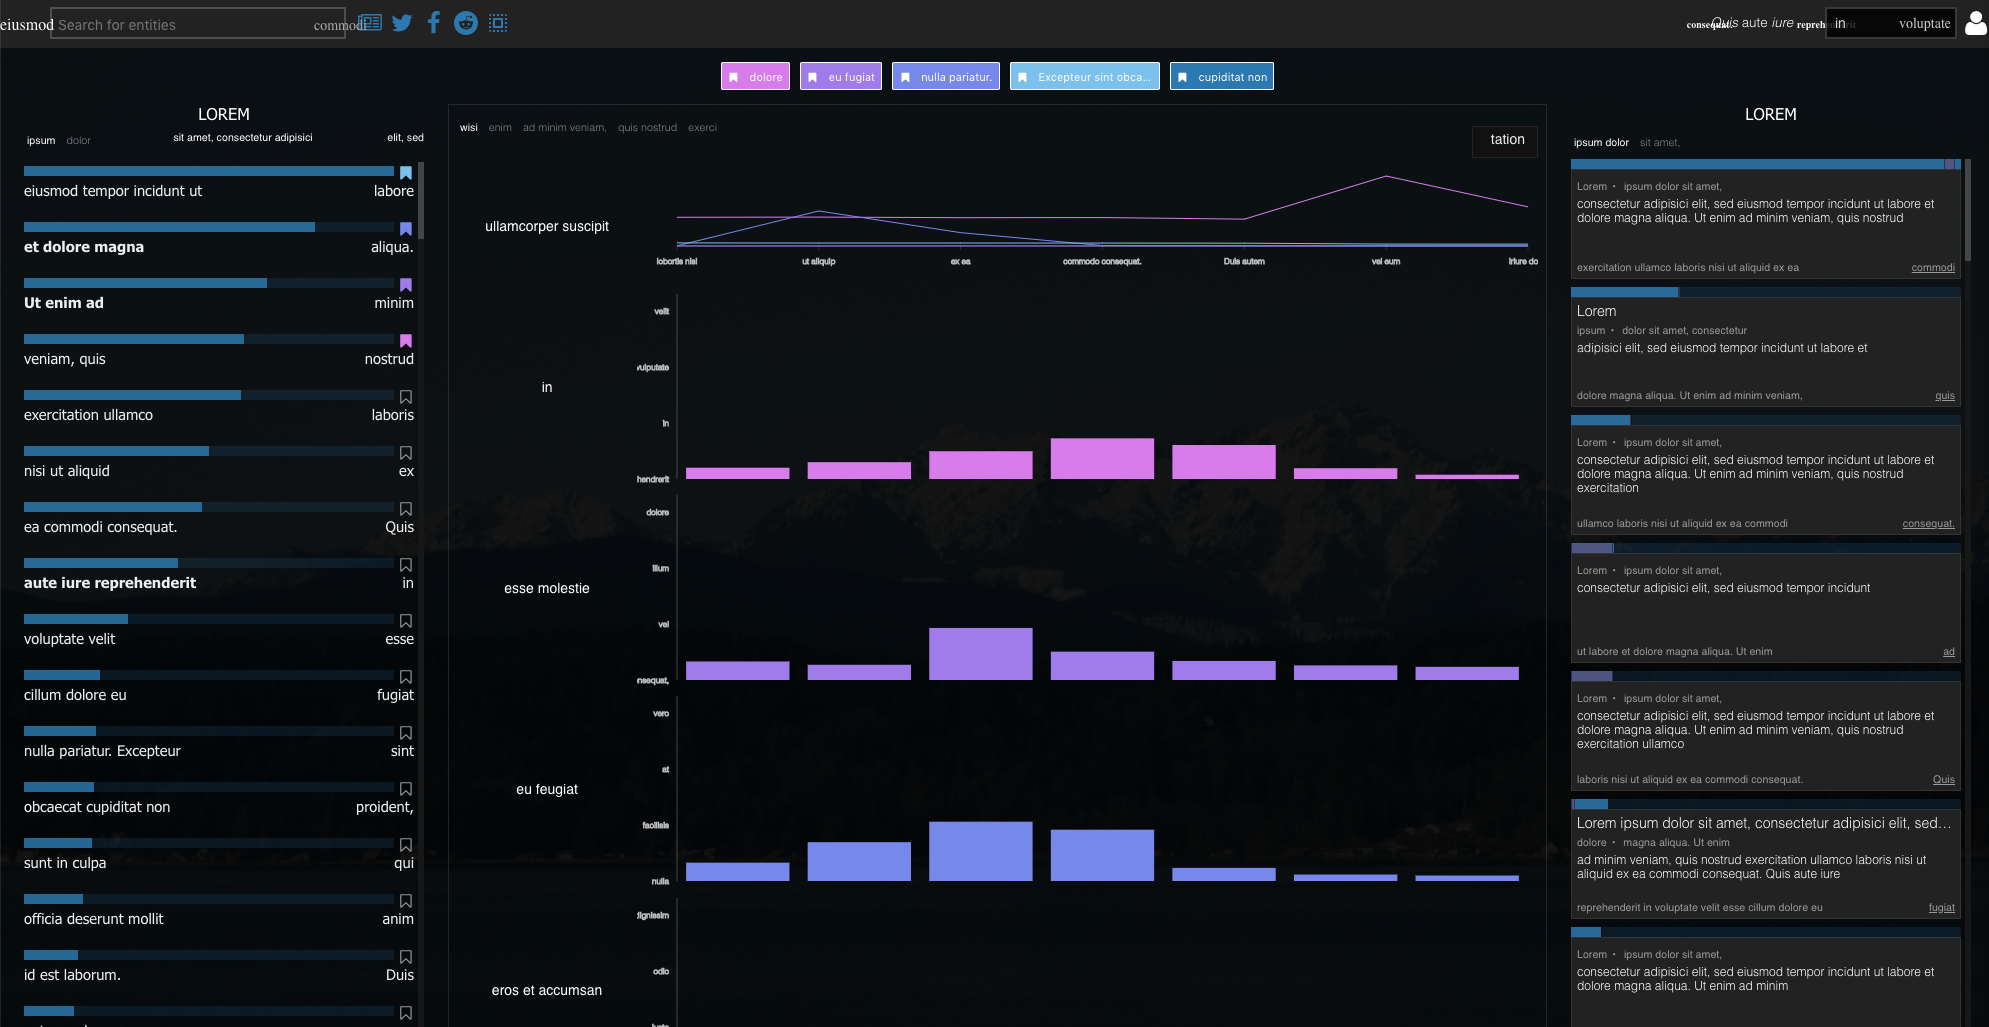 eiusmod Search for entities commodi
Quis aute iure in voluptate
consequat.
dolore eu fugiat nulla pariatur. Excepteur sint obca... cupiditat non
LOREM
ipsum dolor sit amet, consectetur adipisici elit, sed
eiusmod tempor incidunt ut labore
et dolore magna aliqua.
Ut enim ad minim
veniam, quis nostrud
exercitation ullamco laboris
nisi ut aliquid ex
ea commodi consequat. Quis
aute iure reprehenderit in
voluptate velit esse
cillum dolore eu fugiat
nulla pariatur. Excepteur sint
obcaecat cupiditat non proident,
sunt in culpa qui
officia deserunt mollit anim
id est laborum. Duis
wisi enim ad minim veniam, quis nostrud exerci
tation
ullamcorper suscipit
lobortis nisl ut aliquip ex ea commodo consequat. Duis autem vel eum iriure do
in
velit
vulputate
in
hendrerit
esse molestie
dolore
illum
vel
nsequat,
eu feugiat
vero
at
facilisis
nulla
eros et accumsan
dignissim
odio
iusto
LOREM
ipsum dolor sit amet,
Lorem • ipsum dolor sit amet,
consectetur adipisici elit, sed eiusmod tempor incidunt ut labore et
dolore magna aliqua. Ut enim ad minim veniam, quis nostrud
exercitation ullamco laboris nisi ut aliquid ex ea commodi
Lorem
ipsum • dolor sit amet, consectetur
adipisici elit, sed eiusmod tempor incidunt ut labore et
dolore magna aliqua. Ut enim ad minim veniam, quis
Lorem • ipsum dolor sit amet,
consectetur adipisici elit, sed eiusmod tempor incidunt ut labore et
dolore magna aliqua. Ut enim ad minim veniam, quis nostrud
exercitation
ullamco laboris nisi ut aliquid ex ea commodi consequat.
Lorem • ipsum dolor sit amet,
consectetur adipisici elit, sed eiusmod tempor incidunt
ut labore et dolore magna aliqua. Ut enim ad
Lorem • ipsum dolor sit amet,
consectetur adipisici elit, sed eiusmod tempor incidunt ut labore et
dolore magna aliqua. Ut enim ad minim veniam, quis nostrud
exercitation ullamco
laboris nisi ut aliquid ex ea commodi consequat. Quis
Lorem ipsum dolor sit amet, consectetur adipisici elit, sed...
dolore • magna aliqua. Ut enim
ad minim veniam, quis nostrud exercitation ullamco laboris nisi ut
aliquid ex ea commodi consequat. Quis aute iure
reprehenderit in voluptate velit esse cillum dolore eu fugiat
Lorem • ipsum dolor sit amet,
consectetur adipisici elit, sed eiusmod tempor incidunt ut labore et
dolore magna aliqua. Ut enim ad minim